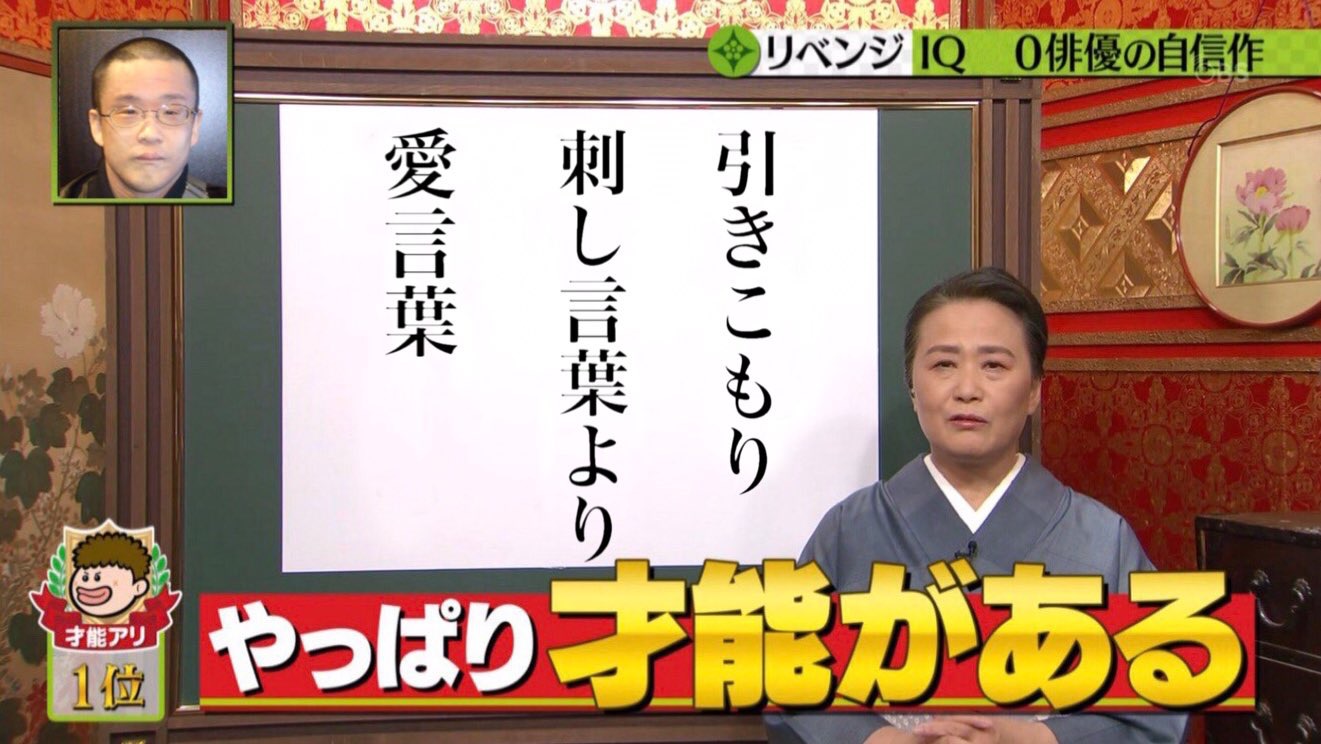 リベンジ IQ 0俳優の自信作
引きこもり
刺し言葉より
愛言葉
やっぱり才能がある
才能アリ
1位